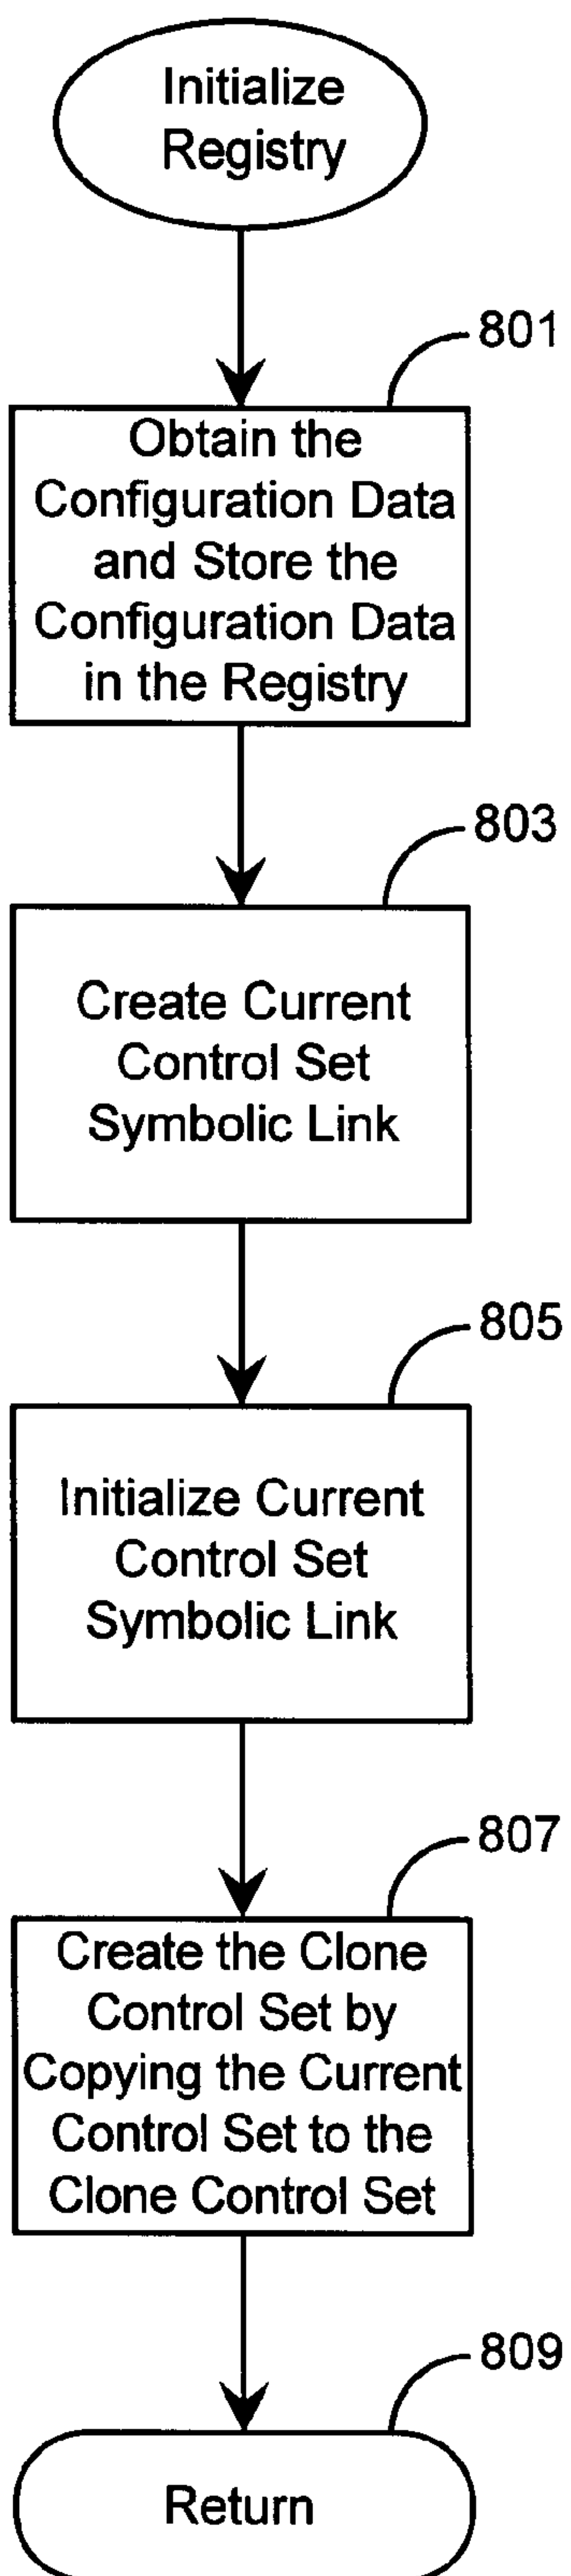 Initialize
Registry
801
Obtain the
Configuration Data
and Store the
Configuration Data
in the Registry
803
Create Current
Control Set
Symbolic Link
805
Initialize Current
Control Set
Symbolic Link
807
Create the Clone
Control Set by
Copying the Current
Control Set to the
Clone Control Set
809
Return